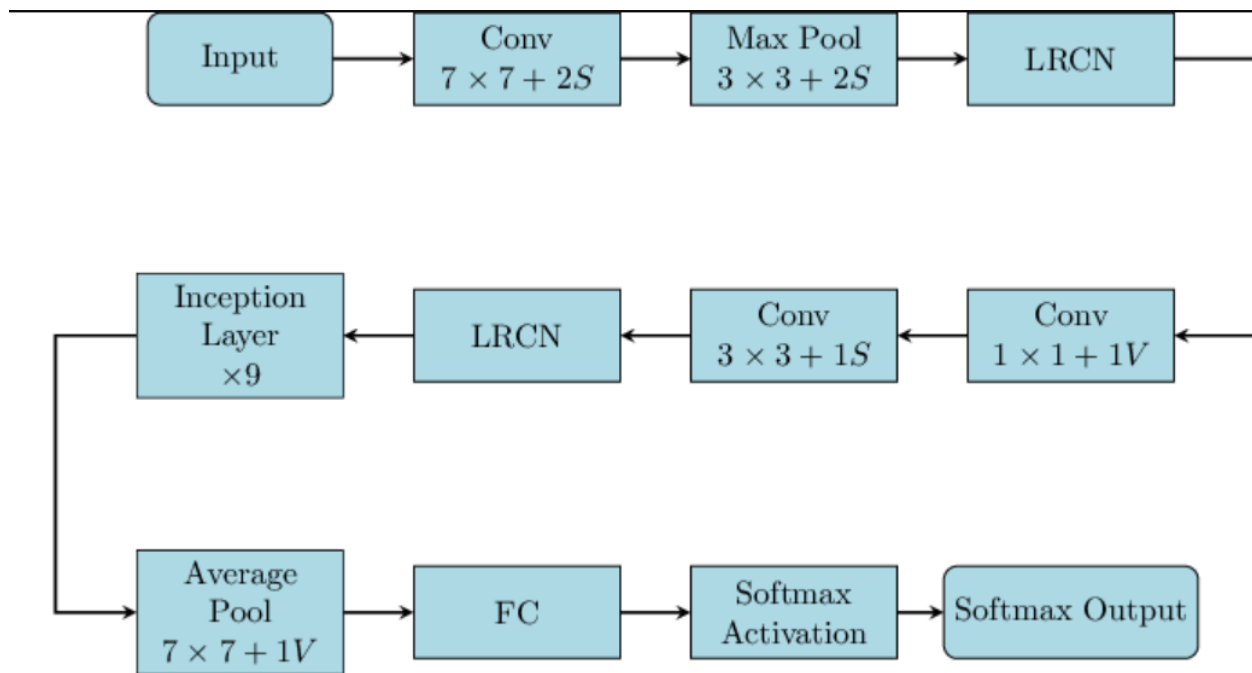 Input
Conv
7 × 7 + 2S
Max Pool
3 × 3 + 2S
LRCN
Inception
Layer
×9
LRCN
Conv
3 × 3 + 1S
Conv
1 × 1 + 1V
Average
Pool
7 × 7 + 1V
FC
Softmax
Activation
Softmax Output